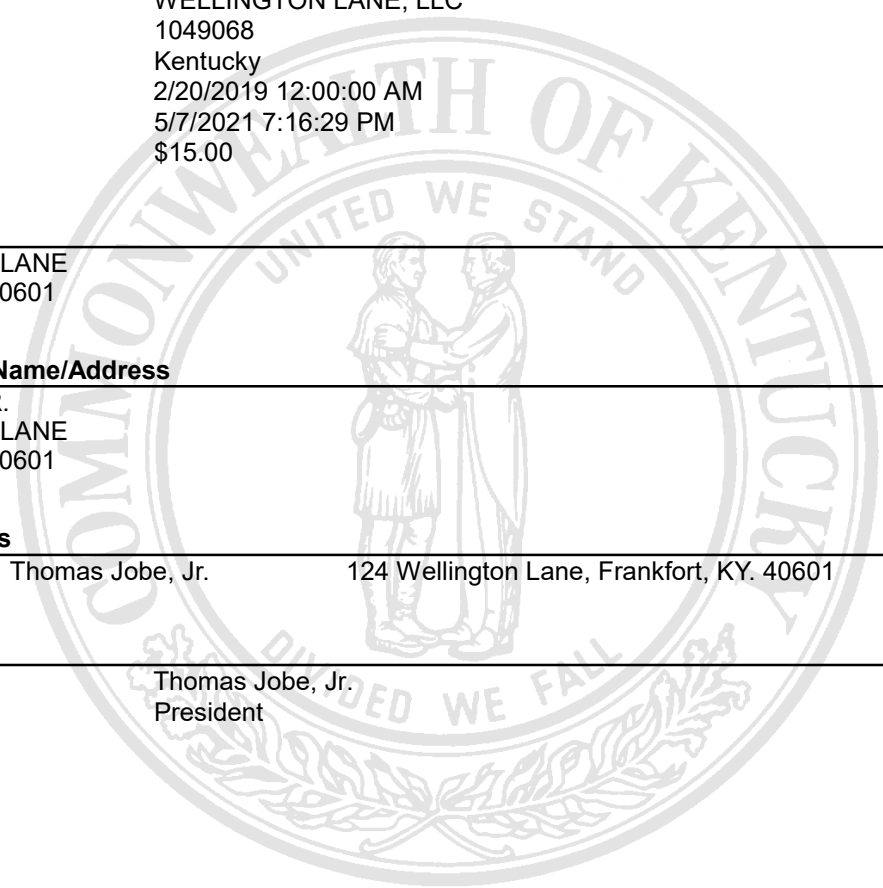 WELLINGTON LANE, LLC
1049068
Kentucky
2/20/2019 12:00:00 AM
5/7/2021 7:16:29 PM
$15.00
LANE
0601
Name/Address
R.
LANE
0601
s
Thomas Jobe, Jr. 124 Wellington Lane, Frankfort, KY. 40601
Thomas Jobe, Jr.
President
COMMONWEALTH OF KENTUCKY
UNITED WE STAND
DIVIDED WE FALL